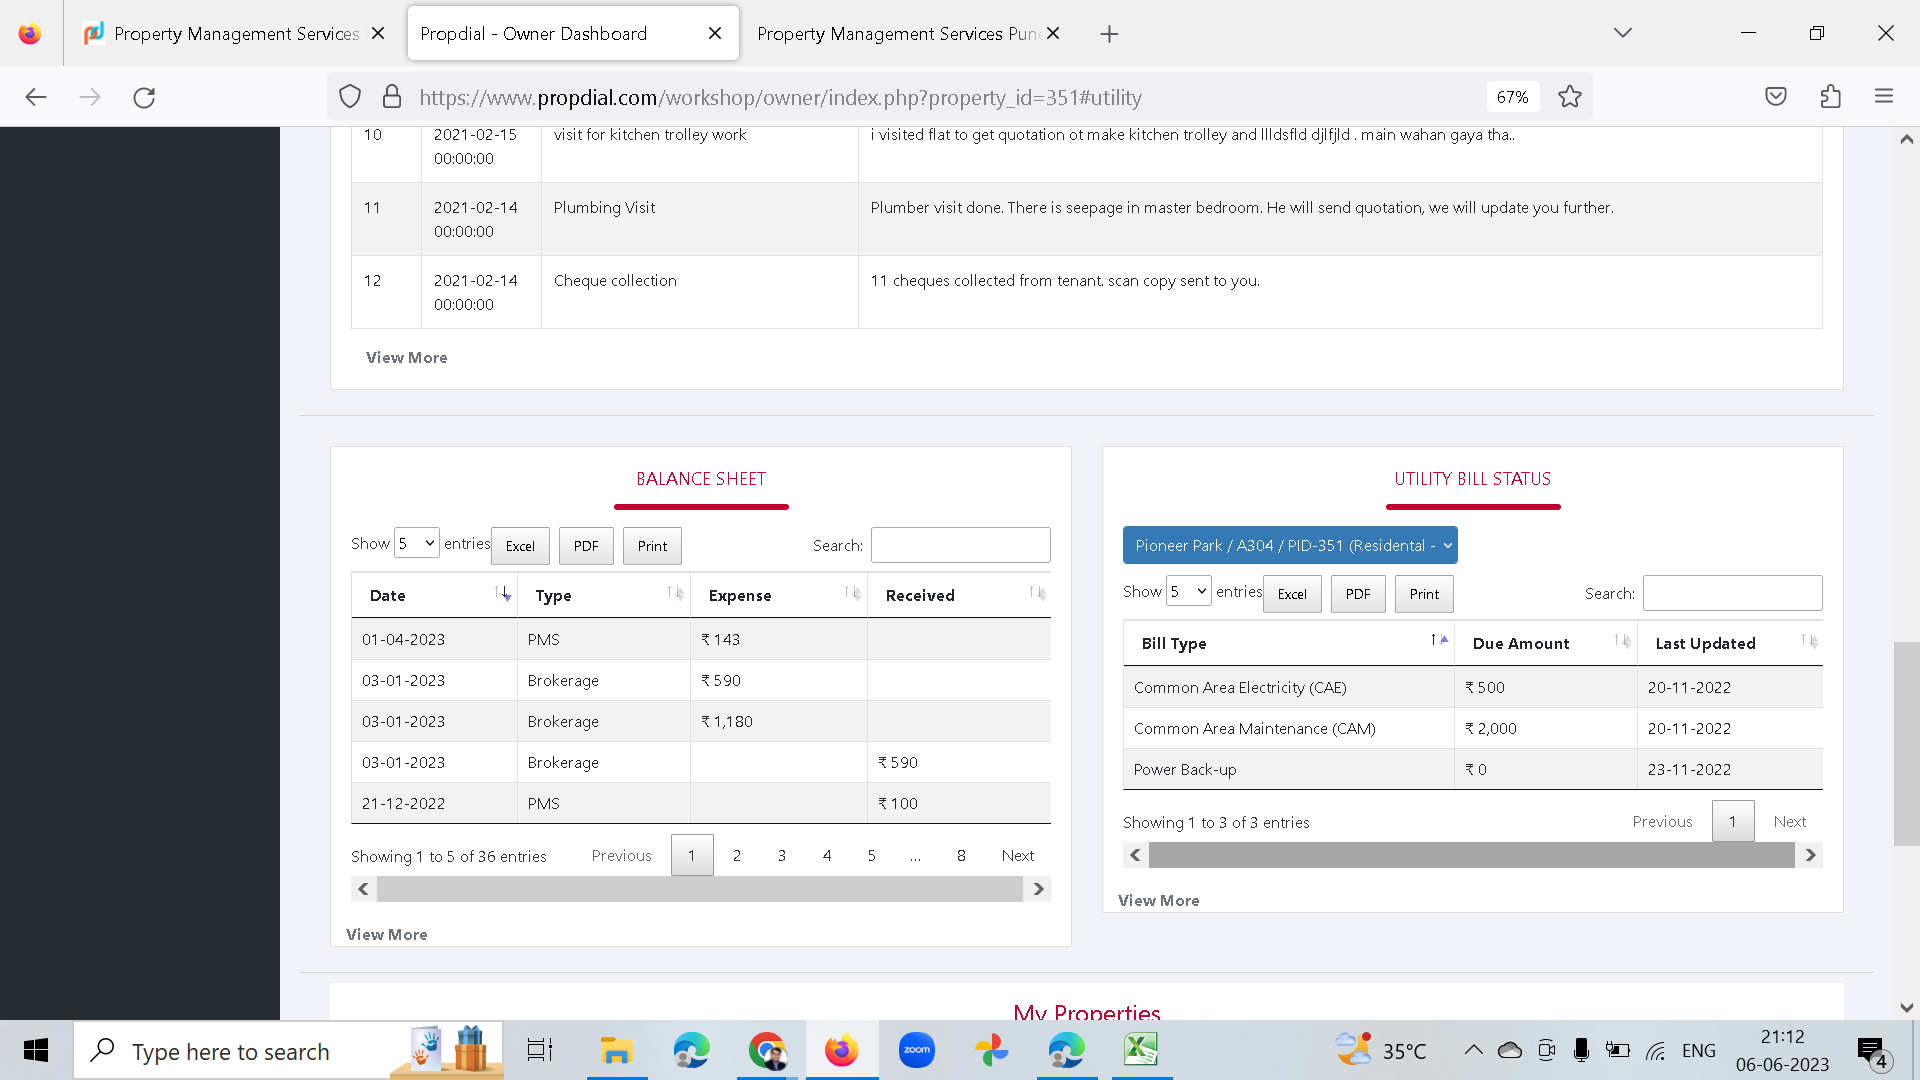 Property Management Services
Propdial - Owner Dashboard
Property Management Services Pun
https://www.propdial.com/workshop/owner/index.php?property_id=351#utility
67%
10 2021-02-15 00:00:00 visit for kitchen trolley work i visited flat to get quotation ot make kitchen trolley and llldsfld djlfjld . main wahan gaya tha..
11 2021-02-14 00:00:00 Plumbing Visit Plumber visit done. There is seepage in master bedroom. He will send quotation, we will update you further.
12 2021-02-14 00:00:00 Cheque collection 11 cheques collected from tenant. scan copy sent to you.
View More
BALANCE SHEET
Show 5 entries Excel PDF Print Search:
Date Type Expense Received
01-04-2023 PMS ₹ 143
03-01-2023 Brokerage ₹ 590
03-01-2023 Brokerage ₹ 1,180
03-01-2023 Brokerage ₹ 590
21-12-2022 PMS ₹ 100
Showing 1 to 5 of 36 entries Previous 1 2 3 4 5 ... 8 Next
View More
UTILITY BILL STATUS
Pioneer Park / A304 / PID-351 (Residental -
Show 5 entries Excel PDF Print Search:
Bill Type Due Amount Last Updated
Common Area Electricity (CAE) ₹ 500 20-11-2022
Common Area Maintenance (CAM) ₹ 2,000 20-11-2022
Power Back-up ₹ 0 23-11-2022
Showing 1 to 3 of 3 entries Previous 1 Next
View More
My Properties
Type here to search
zoom
35°C
ENG
21:12
06-06-2023
4